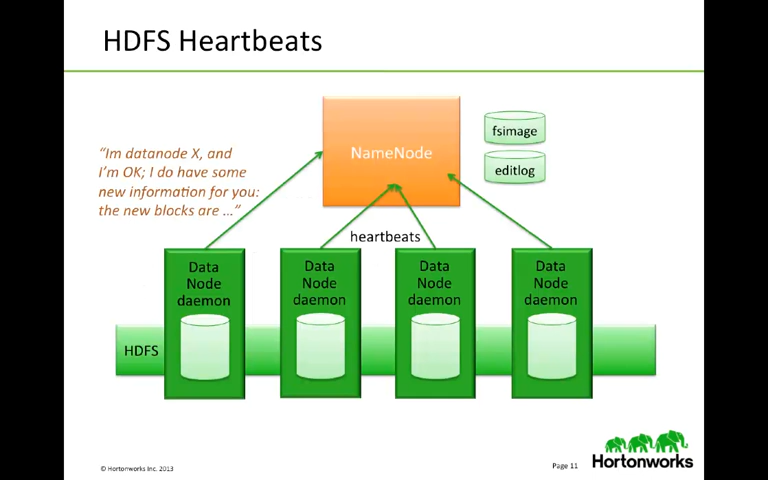 HDFS Heartbeats
“Im datanode X, and
I’m OK; I do have some
new information for you:
the new blocks are …”
NameNode
fsimage
editlog
heartbeats
Data
Node
daemon
Data
Node
daemon
Data
Node
daemon
Data
Node
daemon
HDFS
© Hortonworks Inc. 2013
Page 11
Hortonworks